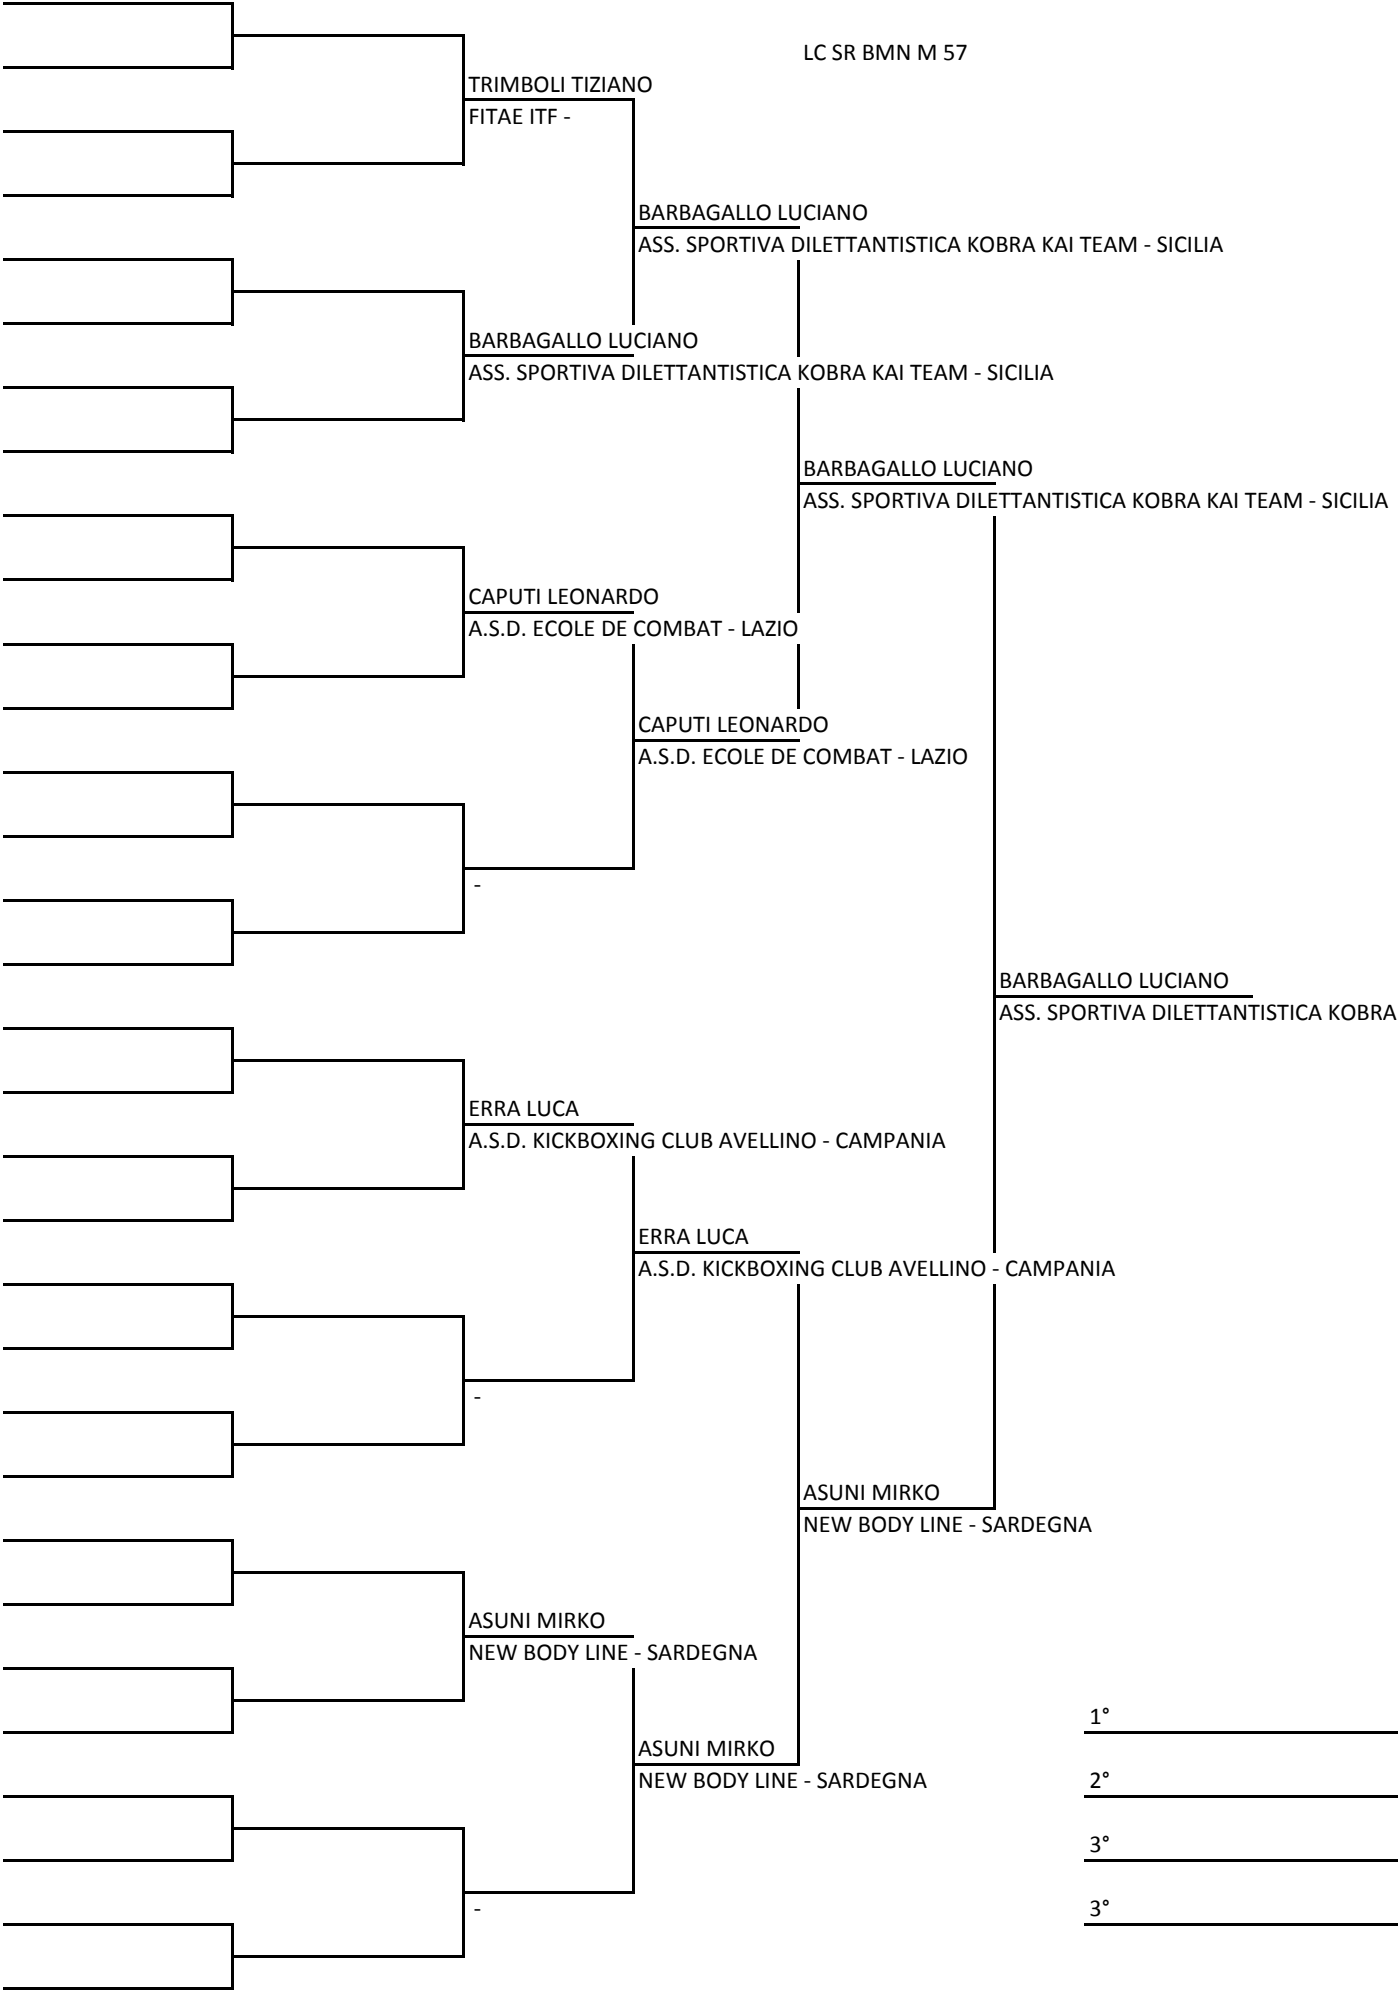 LC SR BMN M 57
TRIMBOLI TIZIANO
FITAE ITF -
BARBAGALLO LUCIANO
ASS. SPORTIVA DILETTANTISTICA KOBRA KAI TEAM - SICILIA
BARBAGALLO LUCIANO
ASS. SPORTIVA DILETTANTISTICA KOBRA KAI TEAM - SICILIA
BARBAGALLO LUCIANO
ASS. SPORTIVA DILETTANTISTICA KOBRA KAI TEAM - SICILIA
CAPUTI LEONARDO
A.S.D. ECOLE DE COMBAT - LAZIO
CAPUTI LEONARDO
A.S.D. ECOLE DE COMBAT - LAZIO
-
BARBAGALLO LUCIANO
ASS. SPORTIVA DILETTANTISTICA KOBRA
ERRA LUCA
A.S.D. KICKBOXING CLUB AVELLINO - CAMPANIA
ERRA LUCA
A.S.D. KICKBOXING CLUB AVELLINO - CAMPANIA
-
ASUNI MIRKO
NEW BODY LINE - SARDEGNA
ASUNI MIRKO
NEW BODY LINE - SARDEGNA
1°
ASUNI MIRKO
NEW BODY LINE - SARDEGNA
2°
3°
-
3°